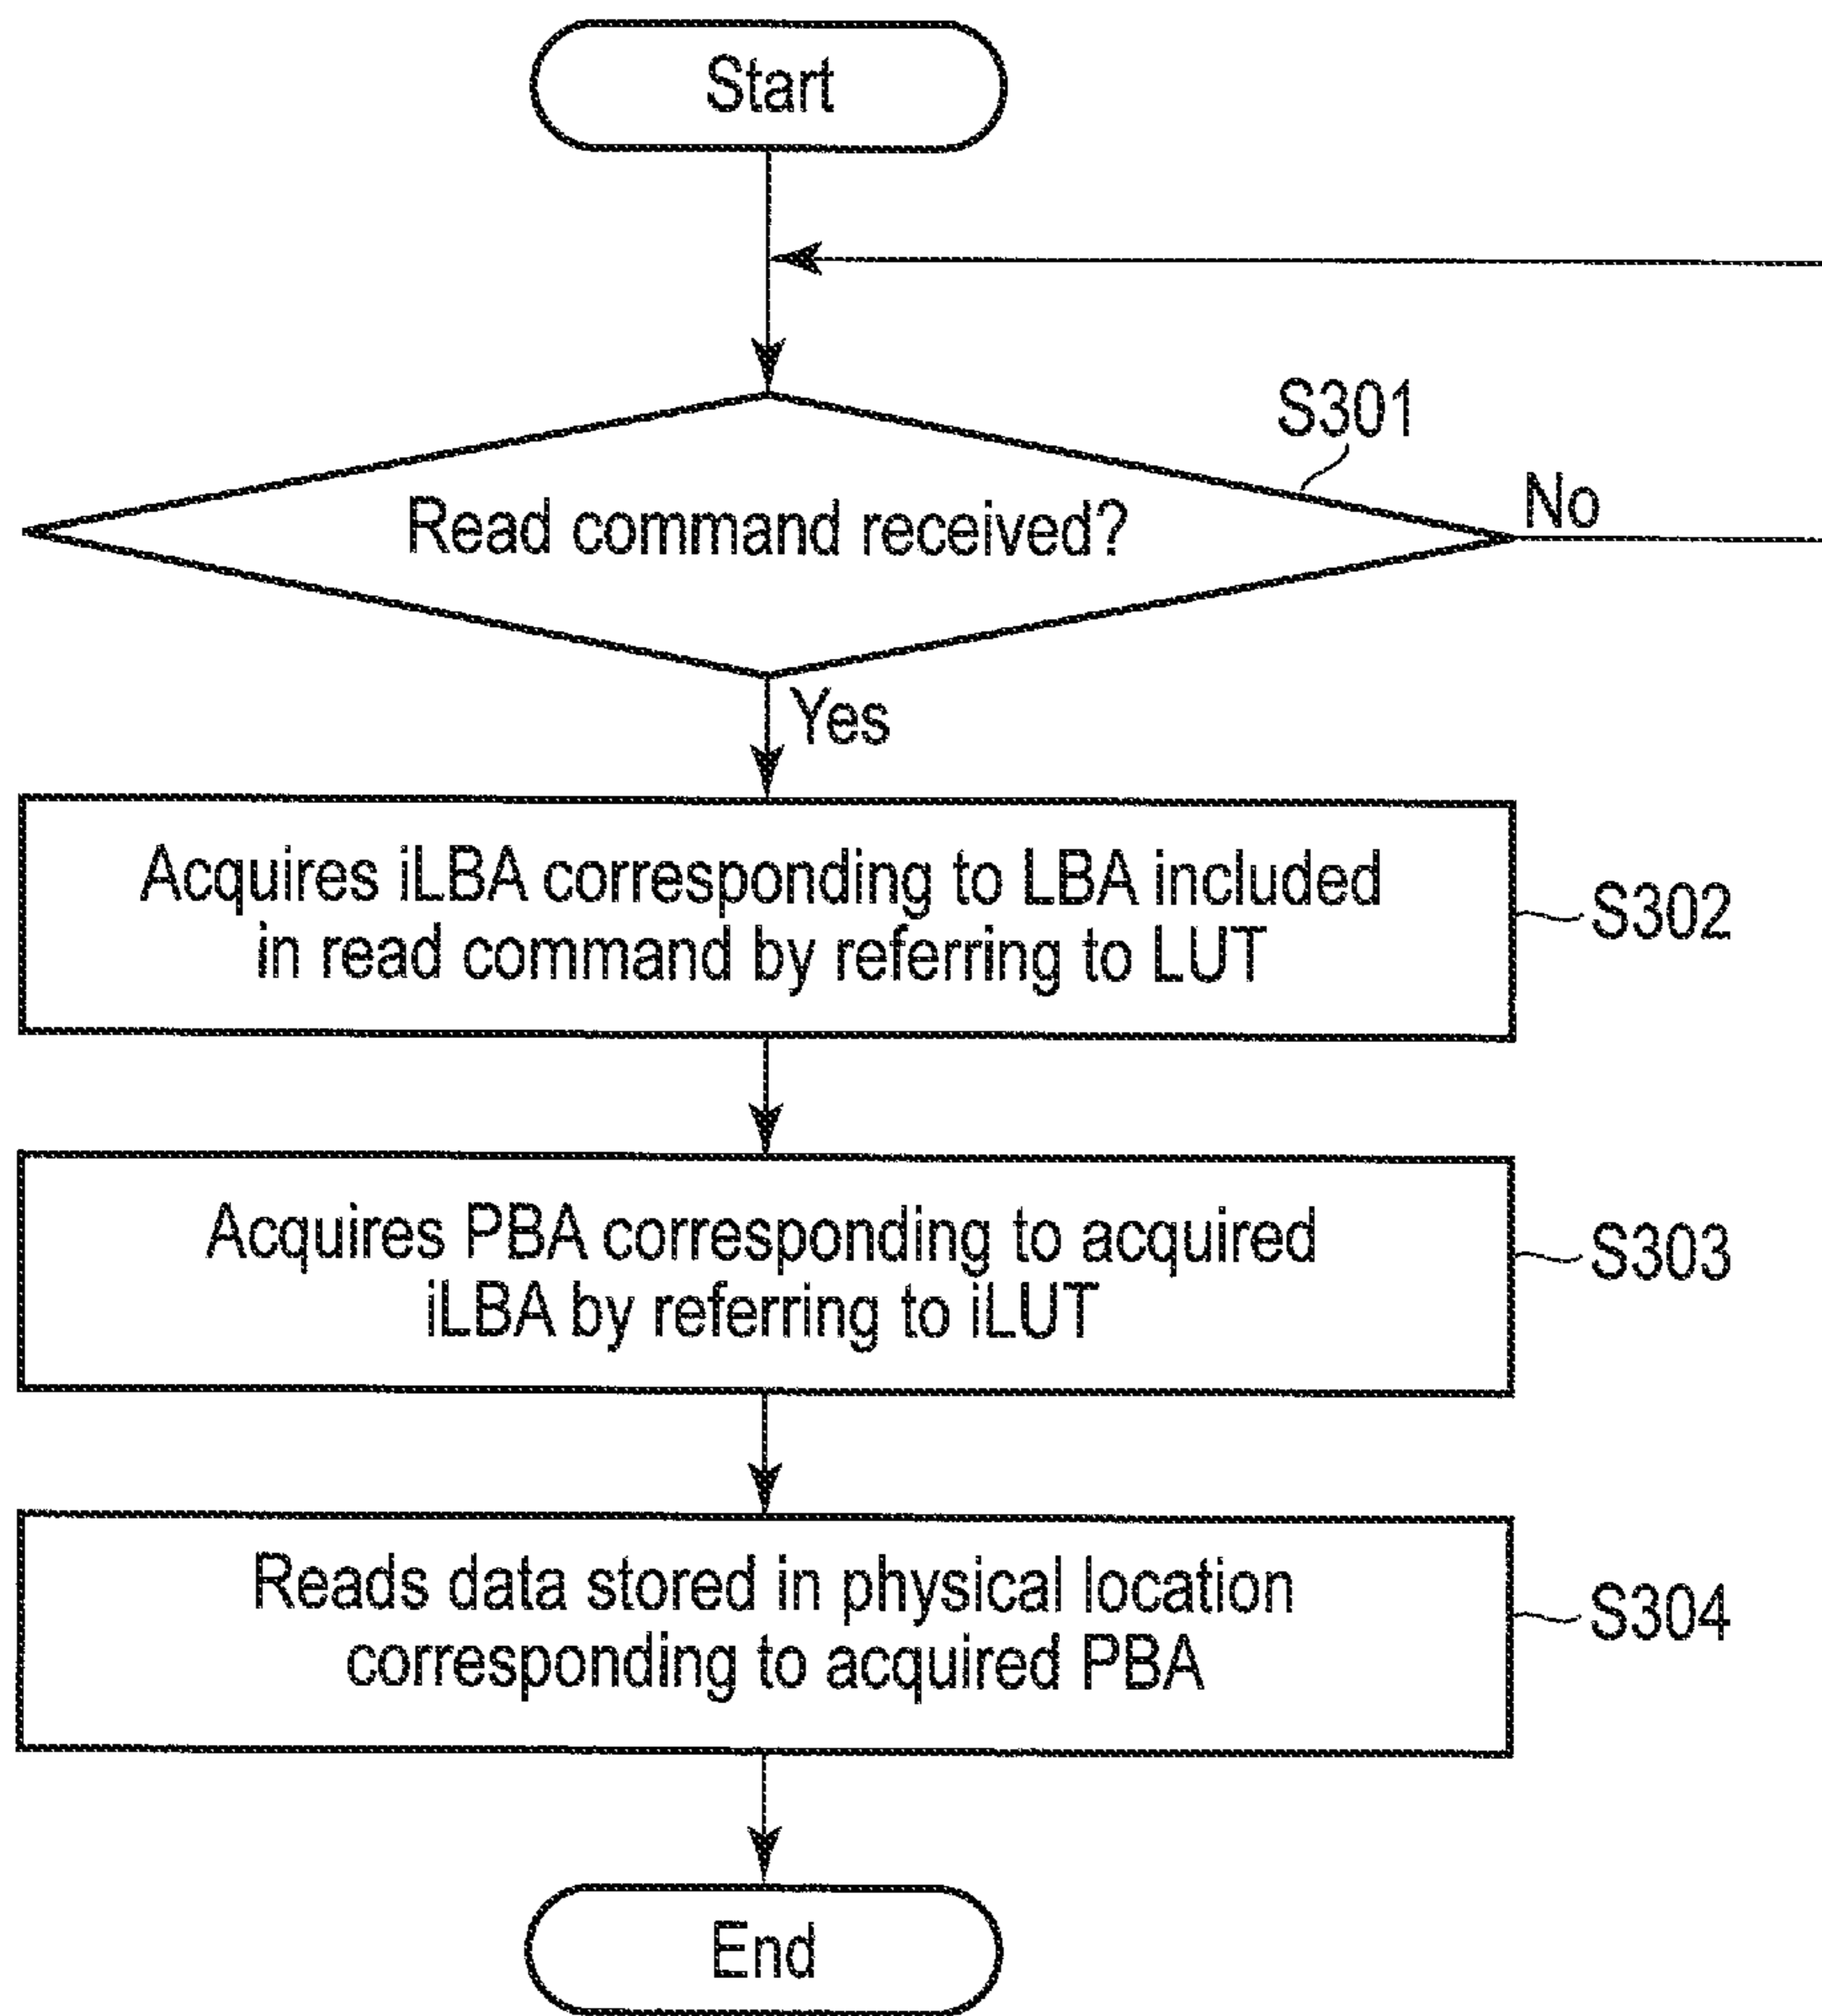 Start
S301
Read command received?
No
Yes
Acquires iLBA corresponding to LBA included
in read command by referring to LUT
S302
Acquires PBA corresponding to acquired
iLBA by referring to iLUT
S303
Reads data stored in physical location
corresponding to acquired PBA
S304
End